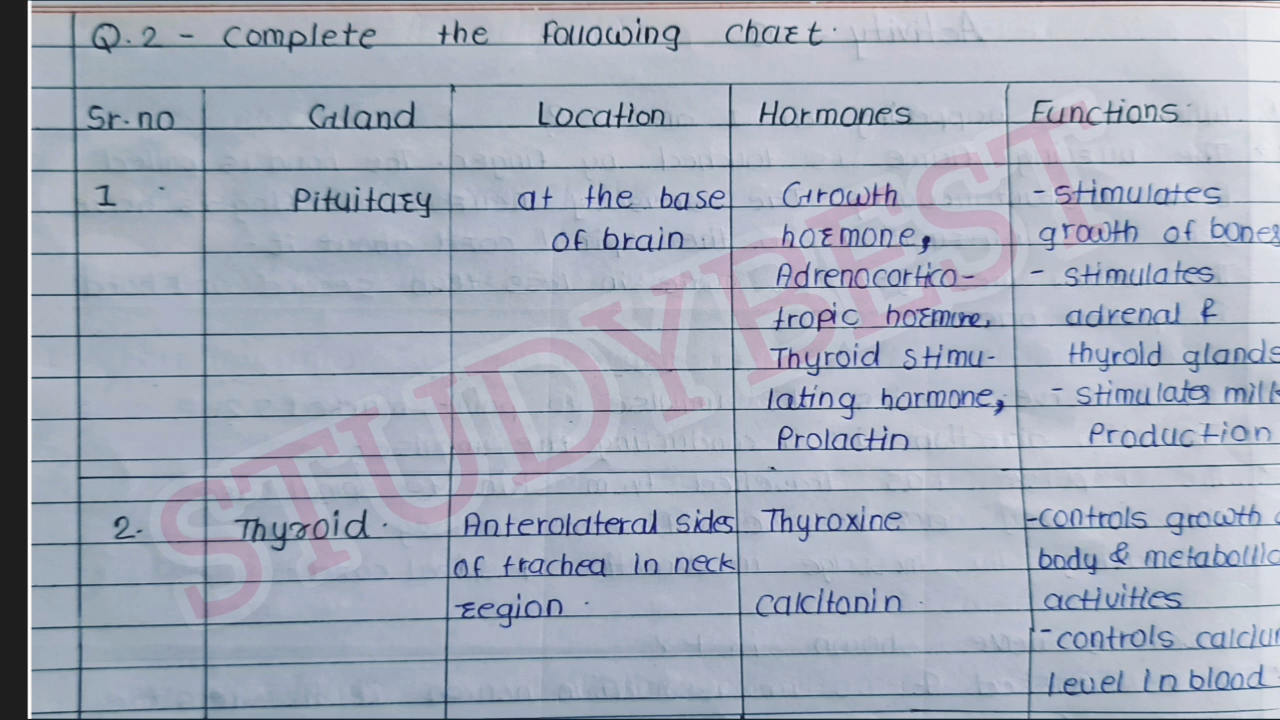 Q.2 - Complete the following chart.
Sr.no Gland Location Hormones Functions
1 Pituitary at the base Growth - stimulates
of brain hormone, growth of bones
Adrenocortico- - stimulates
tropic hormone, adrenal &
Thyroid stimu- thyroid glands
lating hormone, - stimulates milk
Prolactin Production
2. Thyroid. Anterolateral sides Thyroxine -controls growth
of trachea in neck body & metabolic
region. calcitonin. activities
-controls calcium
level in blood
STUDYBEST